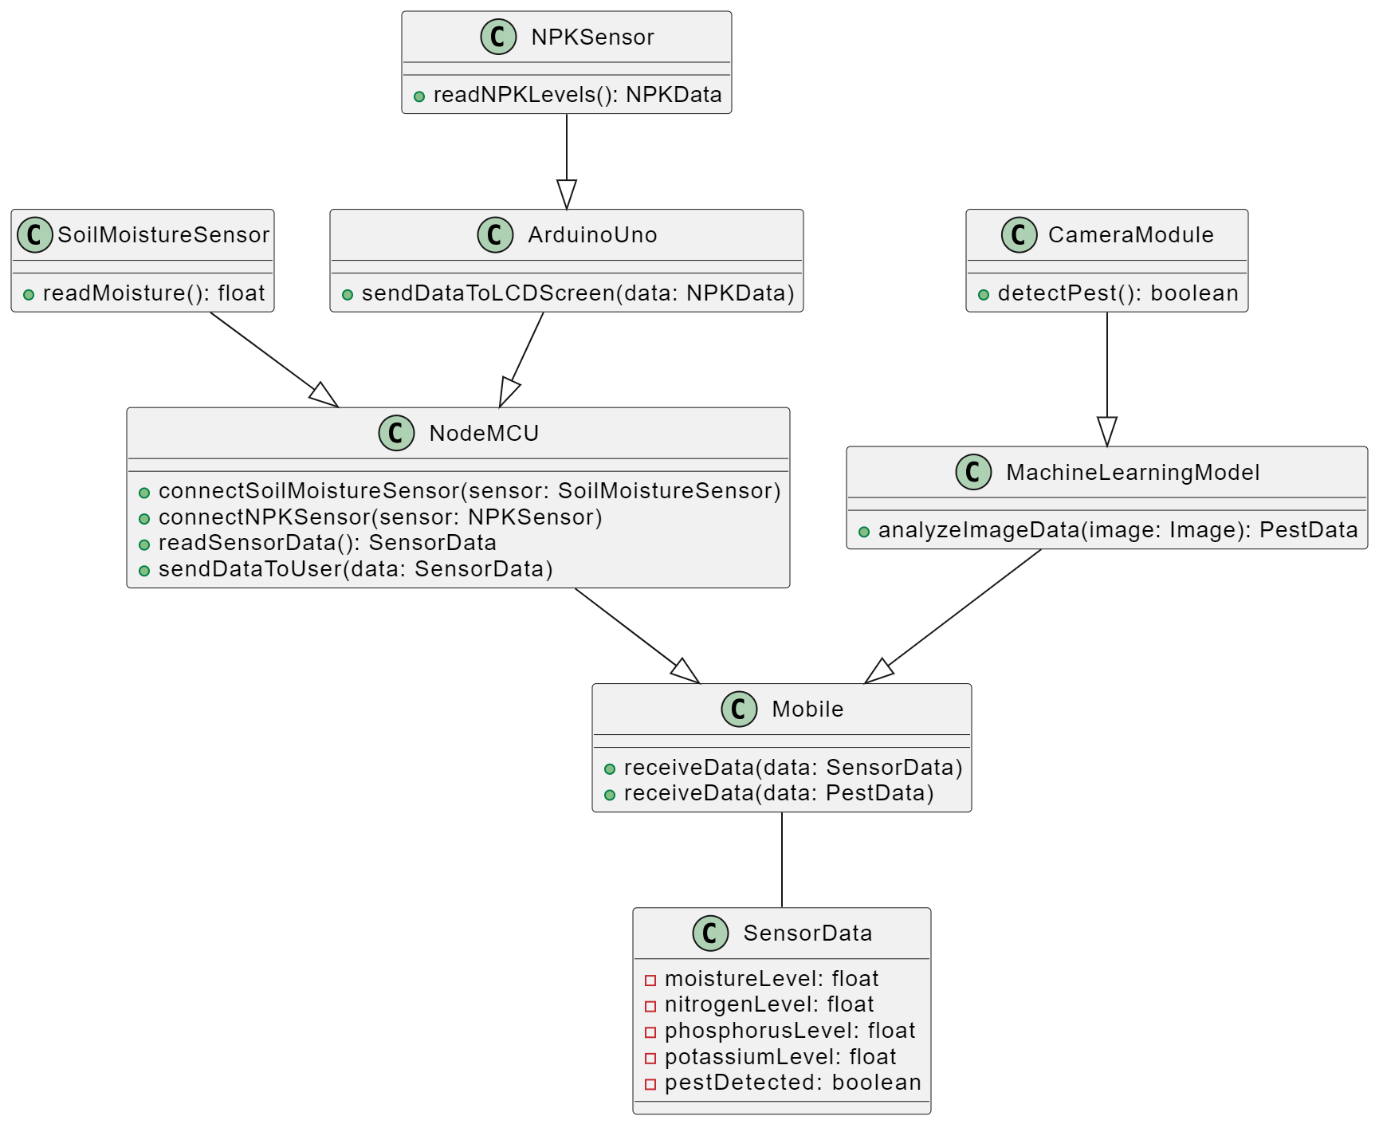 C NPKSensor
readNPKLevels(): NPKData
C SoilMoistureSensor
readMoisture(): float
C ArduinoUno
sendDataToLCDScreen(data: NPKData)
C CameraModule
detectPest(): boolean
C NodeMCU
connectSoilMoistureSensor(sensor: SoilMoistureSensor)
connectNPKSensor(sensor: NPKSensor)
readSensorData(): SensorData
sendDataToUser(data: SensorData)
C MachineLearningModel
analyzeImageData(image: Image): PestData
C Mobile
receiveData(data: SensorData)
receiveData(data: PestData)
C SensorData
moistureLevel: float
nitrogenLevel: float
phosphorusLevel: float
potassiumLevel: float
pestDetected: boolean